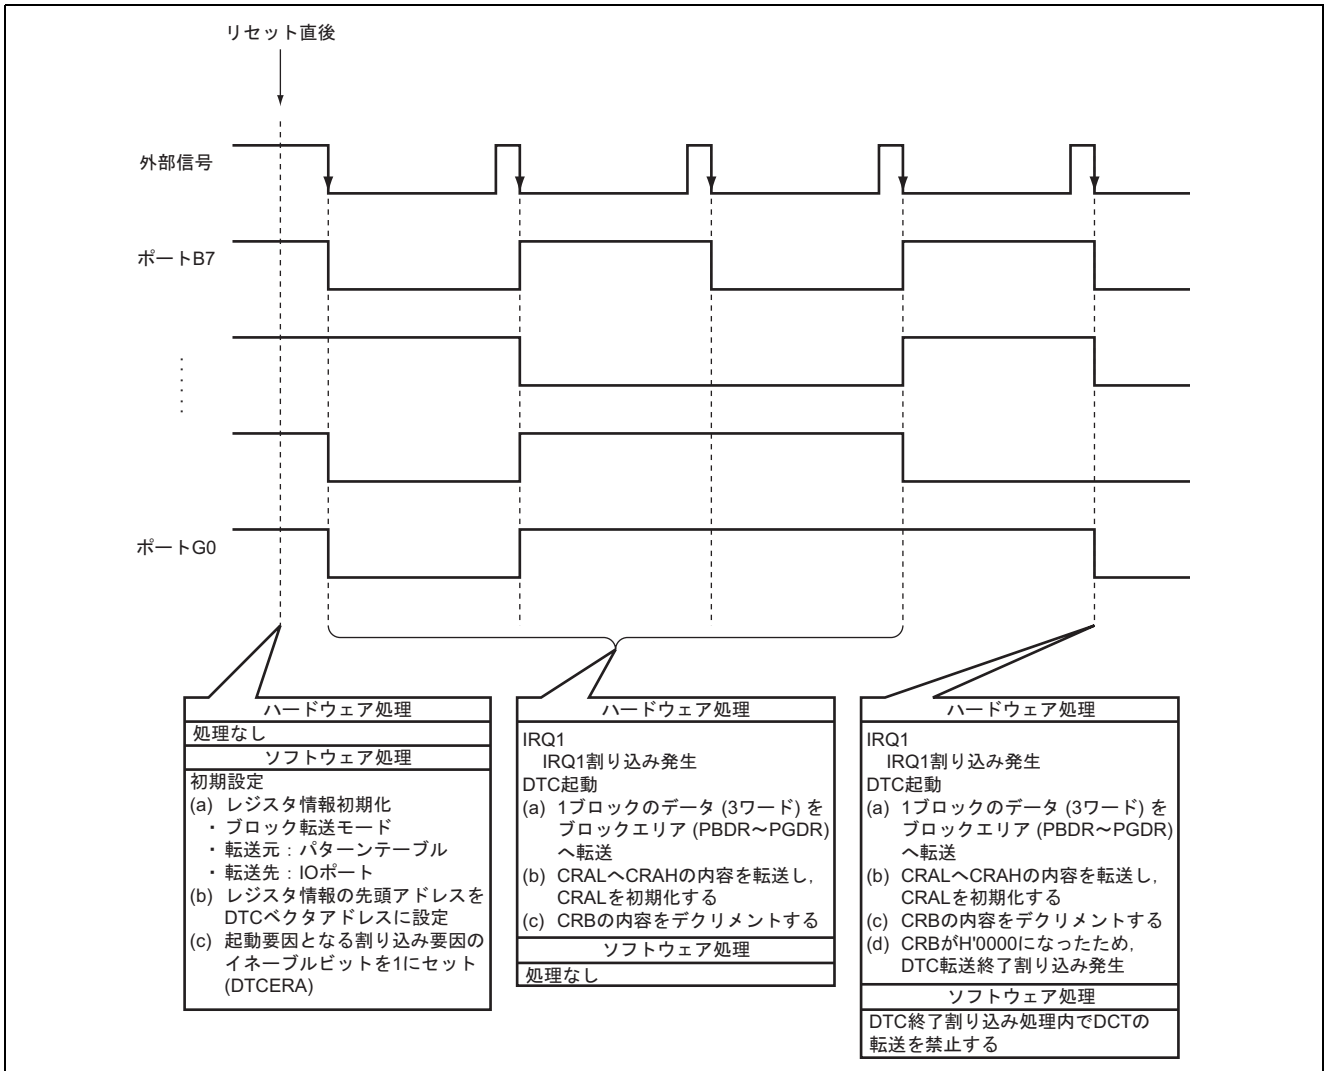 リセット直後
外部信号
ポートB7
ポートG0
ハードウェア処理
処理なし
ソフトウェア処理
初期設定
(a) レジスタ情報初期化
・ブロック転送モード
・転送元：パターンテーブル
・転送先：IOポート
(b) レジスタ情報の先頭アドレスを
DTCベクタアドレスに設定
(c) 起動要因となる割り込み要因の
イネーブルビットを1にセット
(DTCERA)
ハードウェア処理
IRQ1
IRQ1割り込み発生
DTC起動
(a) 1ブロックのデータ (3ワード) を
ブロックエリア (PBDR～PGDR)
へ転送
(b) CRALへCRAHの内容を転送し,
CRALを初期化する
(c) CRBの内容をデクリメントする
ソフトウェア処理
処理なし
ハードウェア処理
IRQ1
IRQ1割り込み発生
DTC起動
(a) 1ブロックのデータ (3ワード) を
ブロックエリア (PBDR～PGDR)
へ転送
(b) CRALへCRAHの内容を転送し,
CRALを初期化する
(c) CRBの内容をデクリメントする
(d) CRBがH'0000になったため,
DTC転送終了割り込み発生
ソフトウェア処理
DTC終了割り込み処理内でDCTの
転送を禁止する